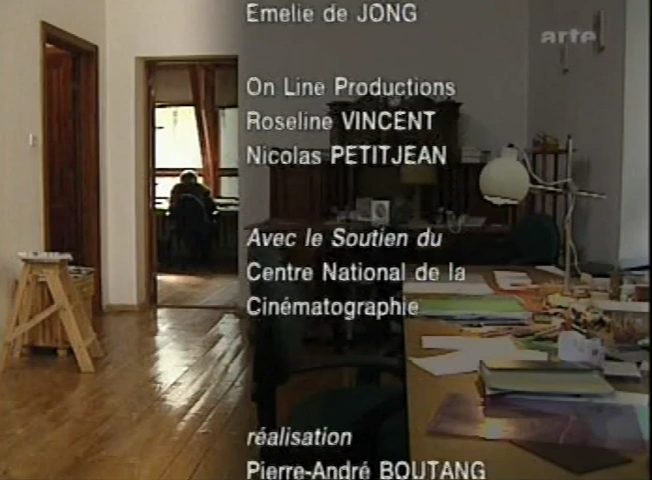 Emelie de JONG
arte
On Line Productions
Roseline VINCENT
Nicolas PETITJEAN
Avec le Soutien du
Centre National de la
Cinématographie
réalisation
Pierre-André BOUTANG